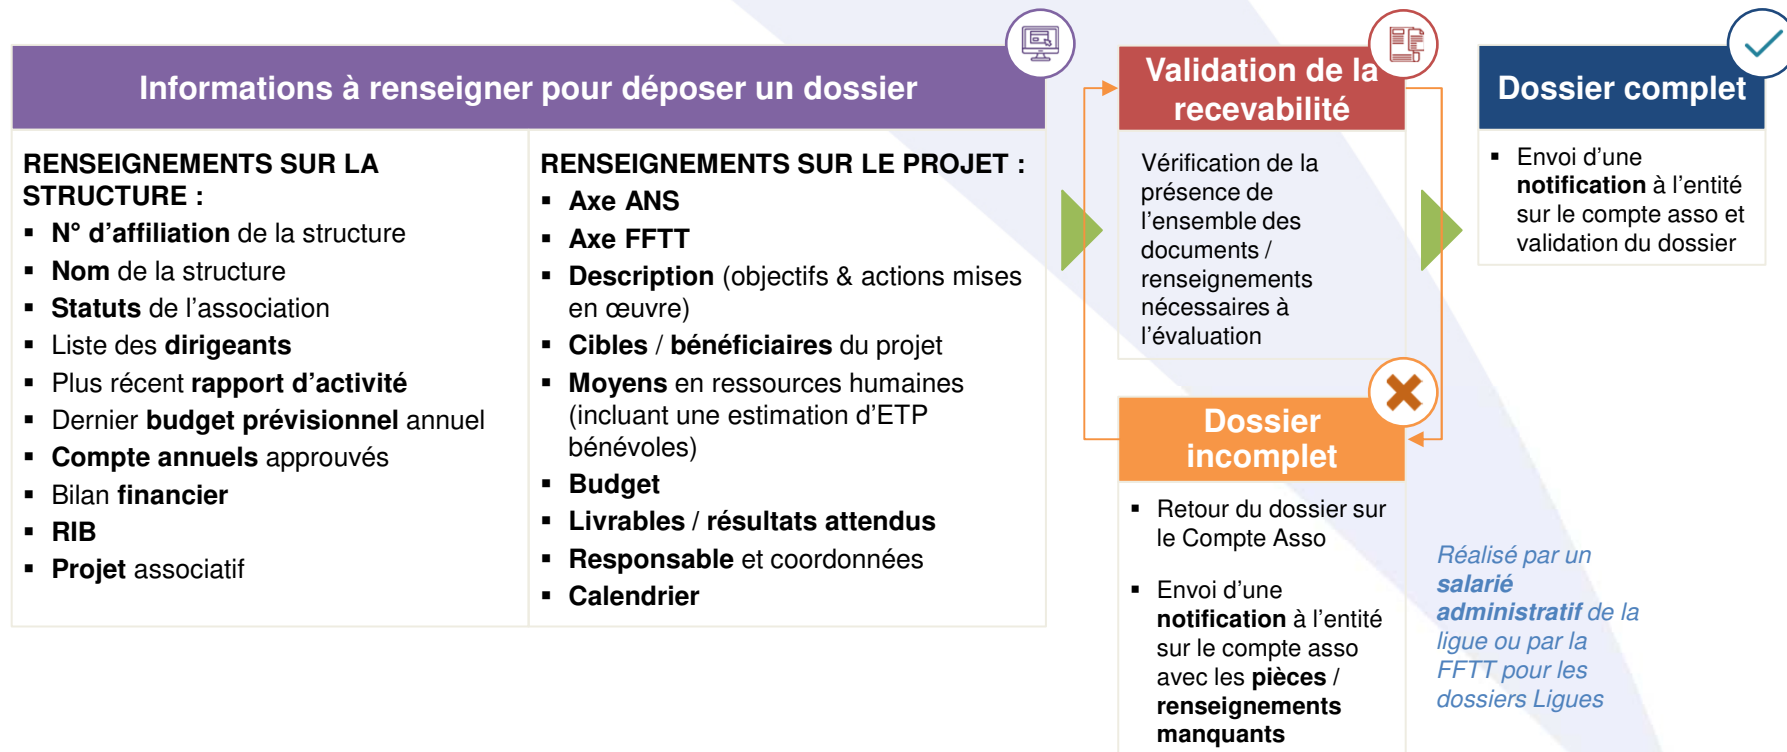 Informations à renseigner pour déposer un dossier
RENSEIGNEMENTS SUR LA
STRUCTURE :
▪ N° d'affiliation de la structure
▪ Nom de la structure
▪ Statuts de l'association
▪ Liste des dirigeants
▪ Plus récent rapport d'activité
▪ Dernier budget prévisionnel annuel
▪ Compte annuels approuvés
▪ Bilan financier
▪ RIB
▪ Projet associatif
RENSEIGNEMENTS SUR LE PROJET :
▪ Axe ANS
▪ Axe FFTT
▪ Description (objectifs & actions mises
en œuvre)
▪ Cibles / bénéficiaires du projet
▪ Moyens en ressources humaines
(incluant une estimation d'ETP
bénévoles)
▪ Budget
▪ Livrables / résultats attendus
▪ Responsable et coordonnées
▪ Calendrier
Validation de la
recevabilité
Vérification de la
présence de
l'ensemble des
documents /
renseignements
nécessaires à
l'évaluation
Dossier
incomplet
▪ Retour du dossier sur
le Compte Asso
▪ Envoi d'une
notification à l'entité
sur le compte asso
avec les pièces /
renseignements
manquants
Dossier complet
▪ Envoi d'une
notification à l'entité
sur le compte asso et
validation du dossier
Réalisé par un
salarié
administratif de la
ligue ou par la
FFTT pour les
dossiers Ligues